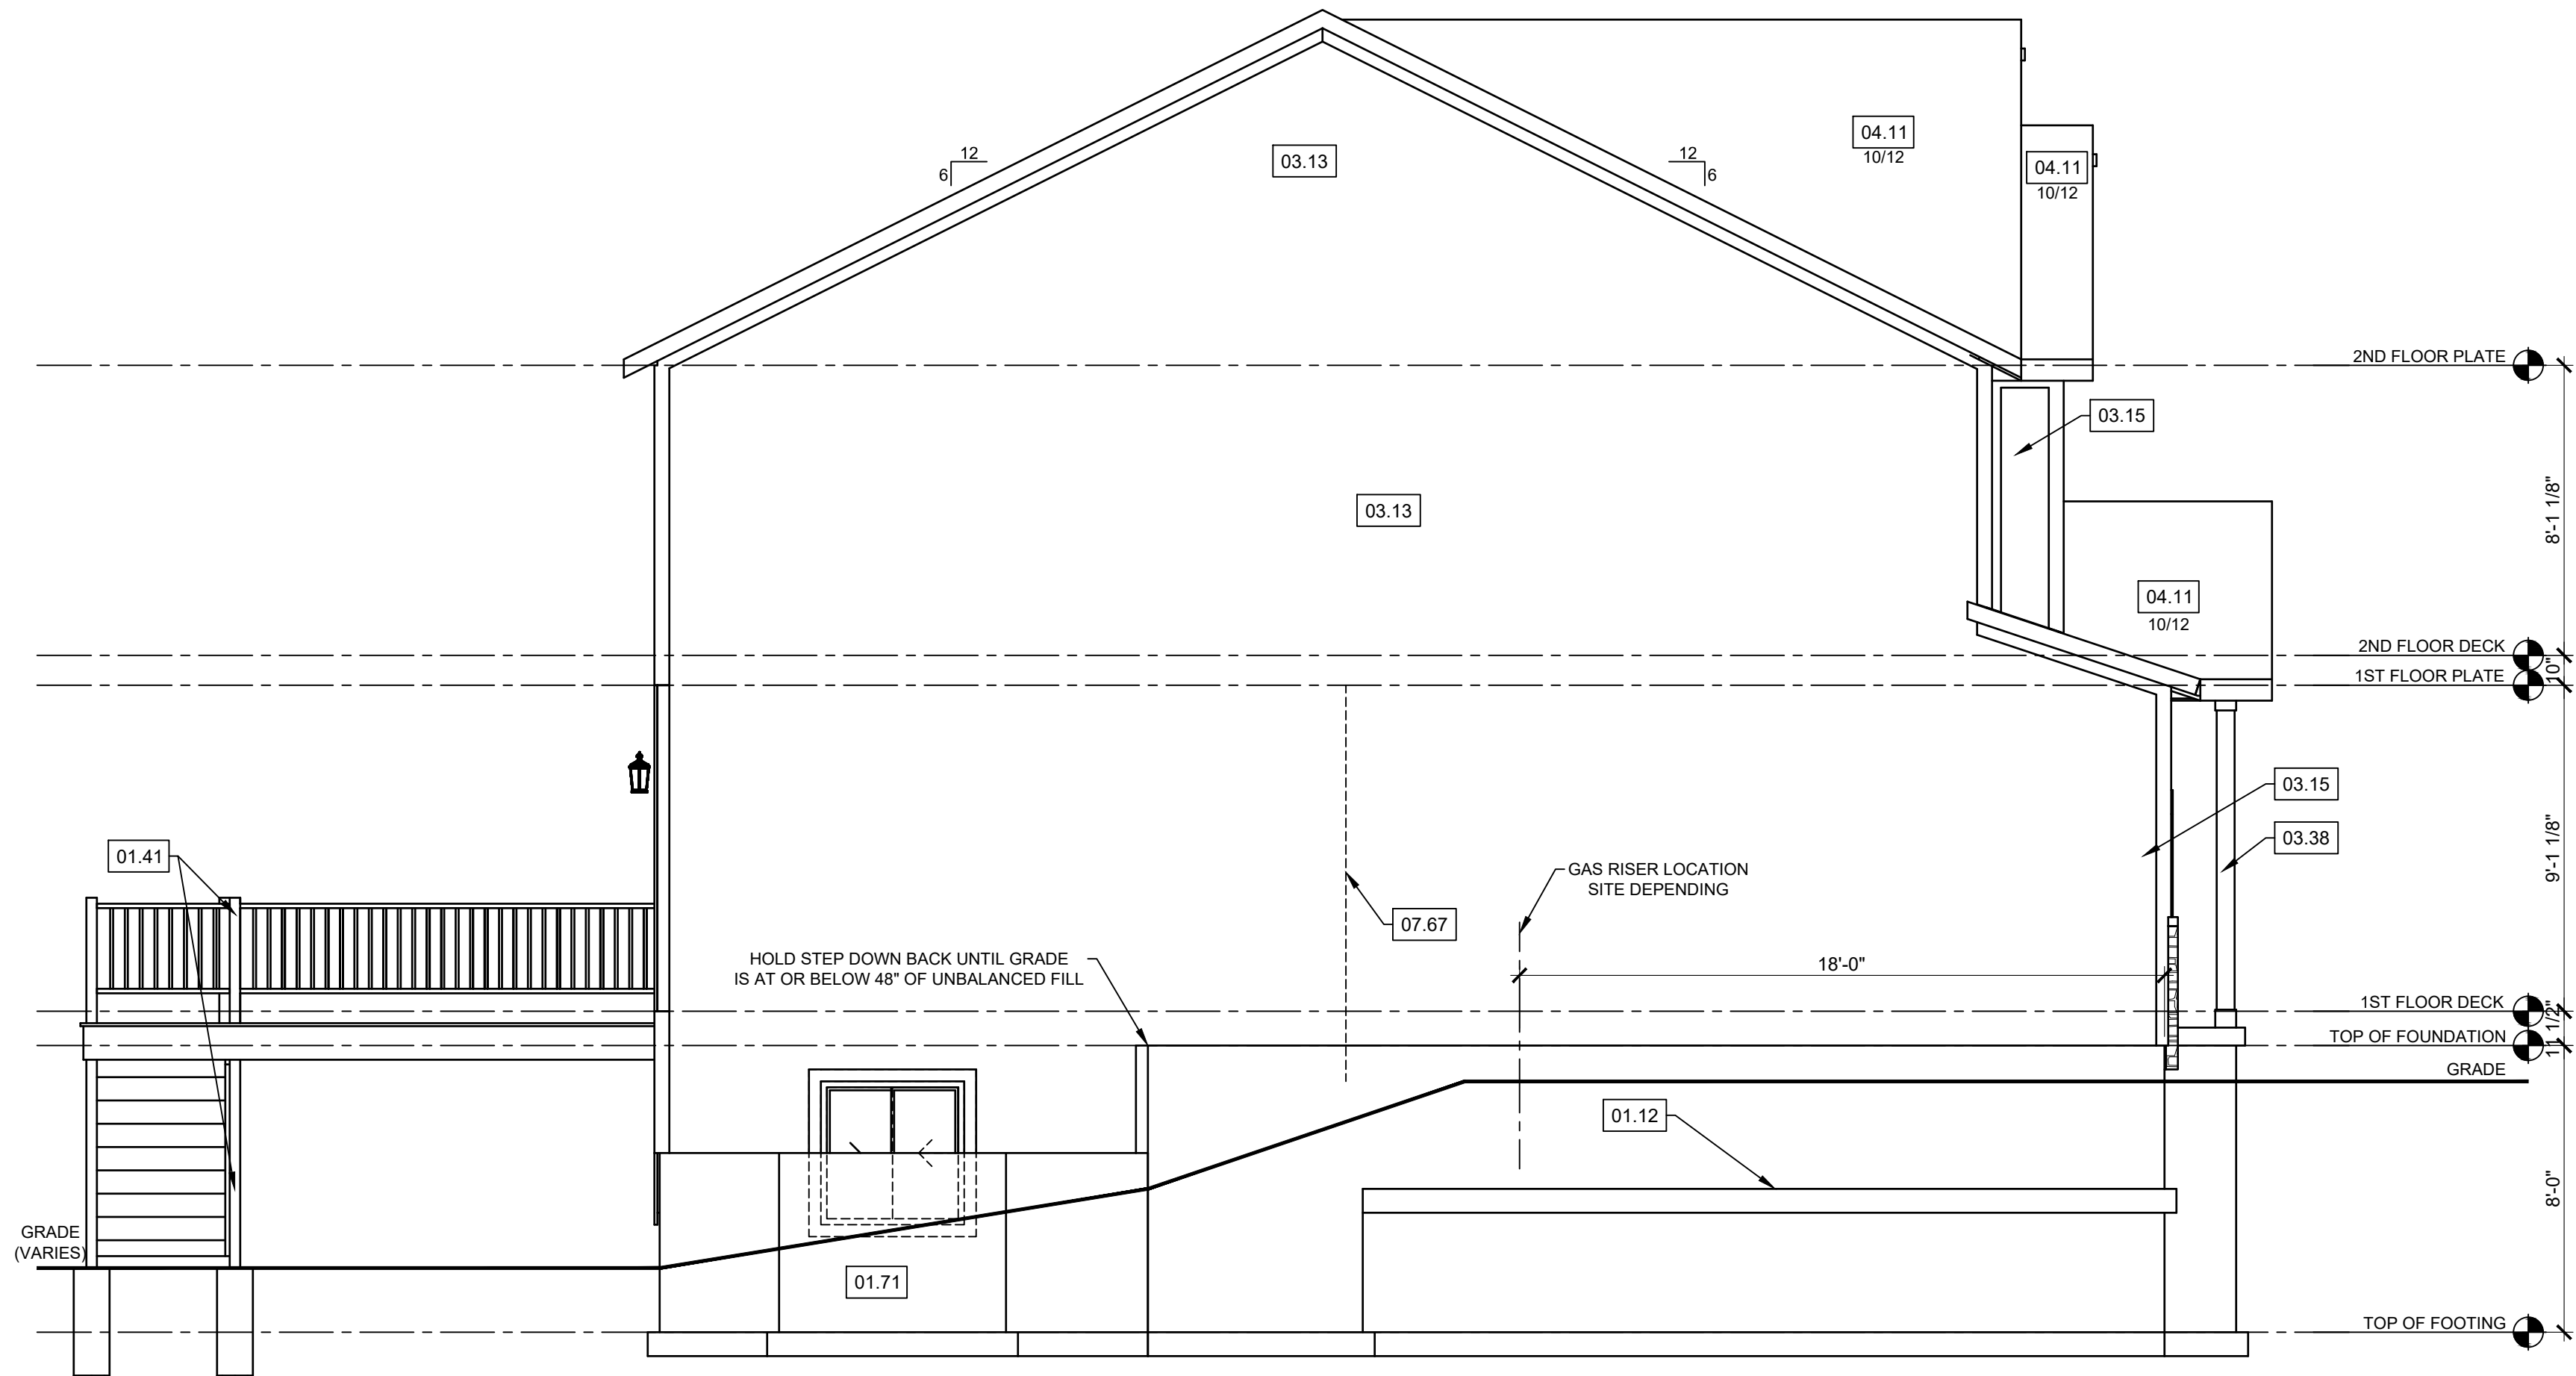 04.11
10/12
04.11
10/12
12
6
03.13
12
6
2ND FLOOR PLATE
03.15
8'-1 1/8"
03.13
04.11
10/12
2ND FLOOR DECK
10"
1ST FLOOR PLATE
03.15
03.38
9'-1 1/8"
01.41
GAS RISER LOCATION
SITE DEPENDING
07.67
HOLD STEP DOWN BACK UNTIL GRADE
IS AT OR BELOW 48" OF UNBALANCED FILL
18'-0"
1ST FLOOR DECK
11 1/2"
TOP OF FOUNDATION
GRADE
01.12
8'-0"
GRADE
(VARIES)
01.71
TOP OF FOOTING